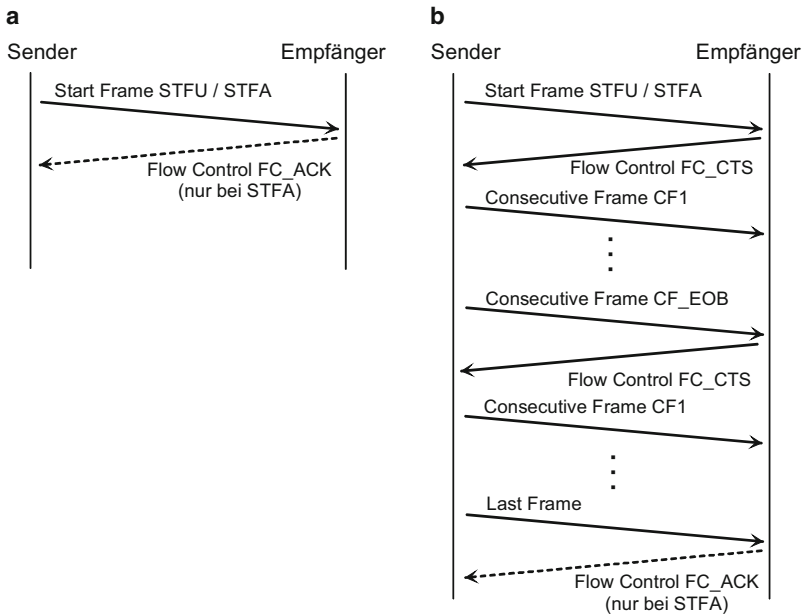 a
Sender Empfänger
Start Frame STFU / STFA
Flow Control FC_ACK
(nur bei STFA)
b
Sender Empfänger
Start Frame STFU / STFA
Flow Control FC_CTS
Consecutive Frame CF1
Consecutive Frame CF_EOB
Flow Control FC_CTS
Consecutive Frame CF1
Last Frame
Flow Control FC_ACK
(nur bei STFA)